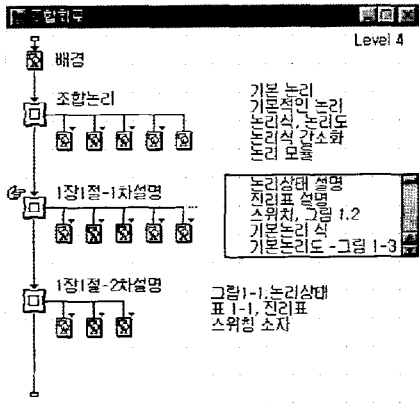 조합회로
Level 4
배경
조합논리
기본 논리
기본적인 논리
논리식, 논리도
논리식 간소화
논리 모듈
1장1절-1차설명
논리상태 설명
진리표 설명
스위치, 그림 1.2
기본논리 식
기본논리도 -그림 1-3
1장1절-2차설명
그림1-1,논리상태
표 1-1, 진리표
스위칭 소자